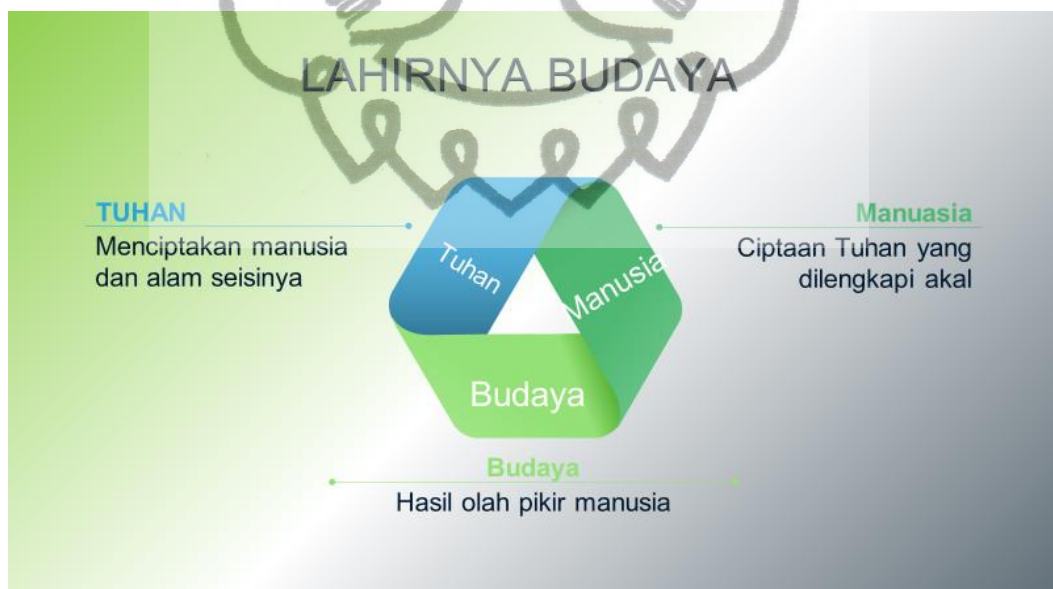 LAHIRNYA BUDAYA
TUHAN
Menciptakan manusia
dan alam seisinya
Tuhan
Manusia
Budaya
Manuasia
Ciptaan Tuhan yang
dilengkapi akal
Budaya
Hasil olah pikir manusia